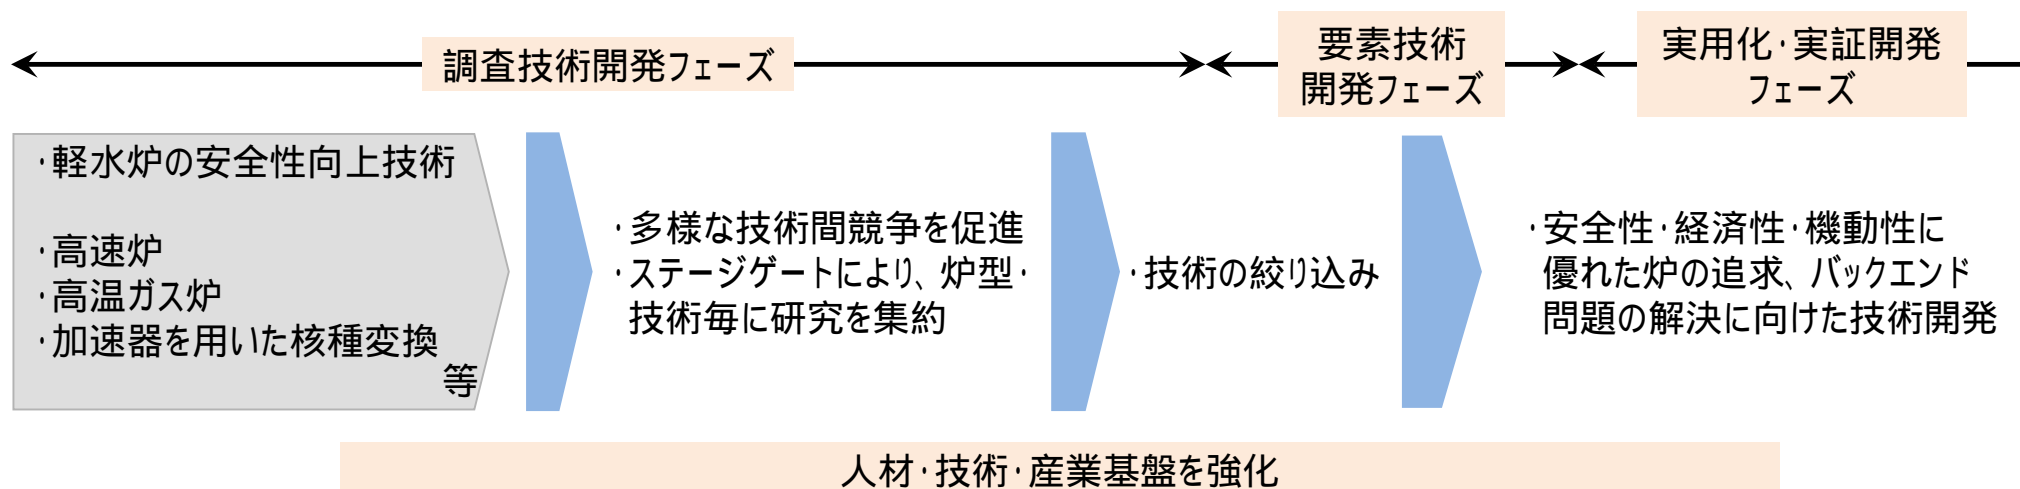 調査技術開発フェーズ
要素技術
開発フェーズ
実用化・実証開発
フェーズ
・軽水炉の安全性向上技術
・高速炉
・高温ガス炉
・加速器を用いた核種変換
等
・多様な技術間競争を促進
・ステージゲートにより、炉型・
技術毎に研究を集約
・技術の絞り込み
・安全性・経済性・機動性に
優れた炉の追求、バックエンド
問題の解決に向けた技術開発
人材・技術・産業基盤を強化